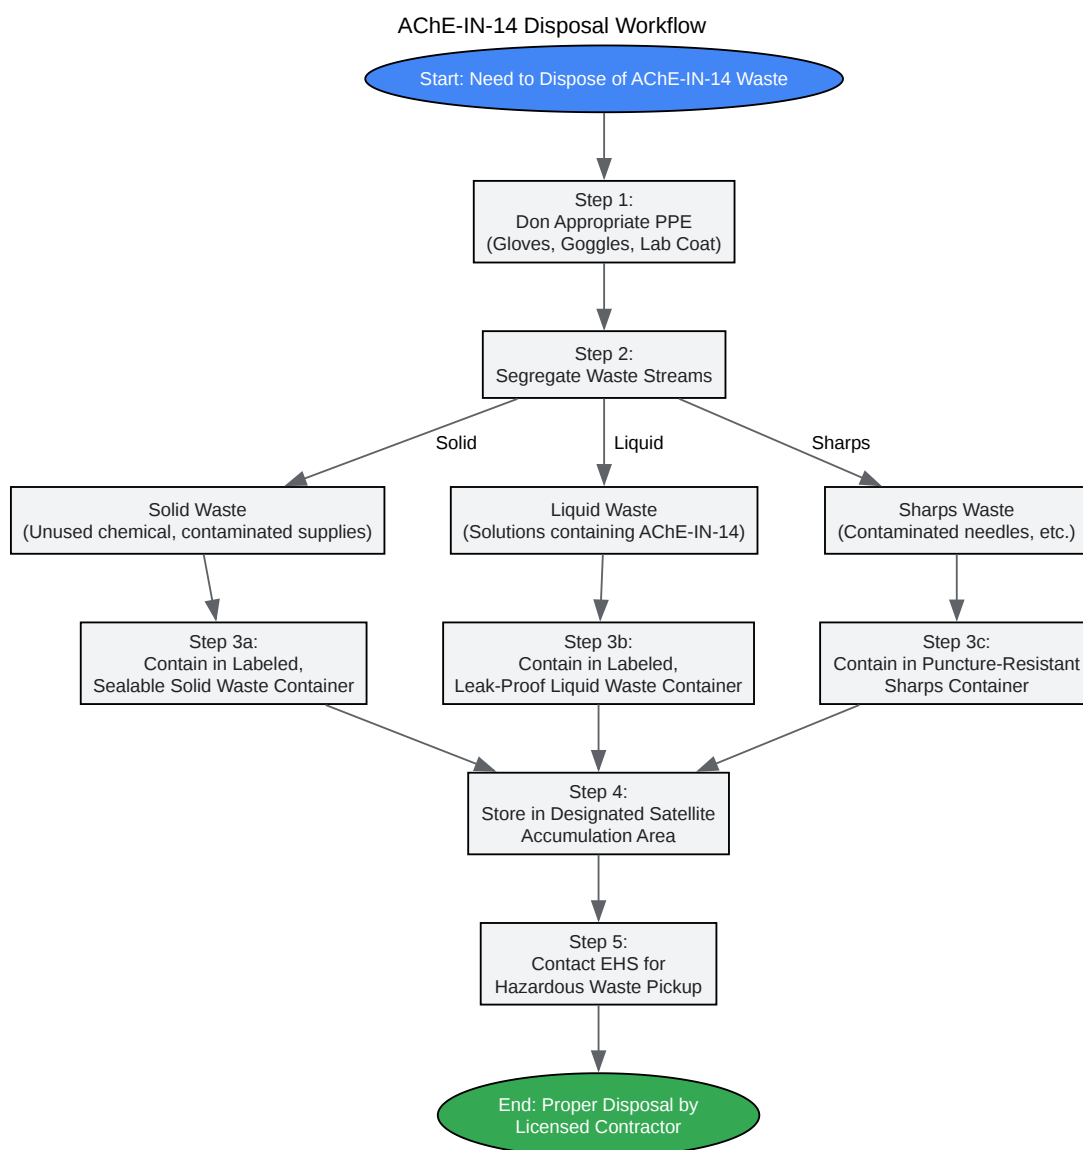 AChE-IN-14 Disposal Workflow
Start: Need to Dispose of AChE-IN-14 Waste
Step 1:
Don Appropriate PPE
(Gloves, Goggles, Lab Coat)
Step 2:
Segregate Waste Streams
Solid
Liquid
Sharps
Solid Waste
(Unused chemical, contaminated supplies)
Liquid Waste
(Solutions containing AChE-IN-14)
Sharps Waste
(Contaminated needles, etc.)
Step 3a:
Contain in Labeled,
Sealable Solid Waste Container
Step 3b:
Contain in Labeled,
Leak-Proof Liquid Waste Container
Step 3c:
Contain in Puncture-Resistant
Sharps Container
Step 4:
Store in Designated Satellite
Accumulation Area
Step 5:
Contact EHS for
Hazardous Waste Pickup
End: Proper Disposal by
Licensed Contractor